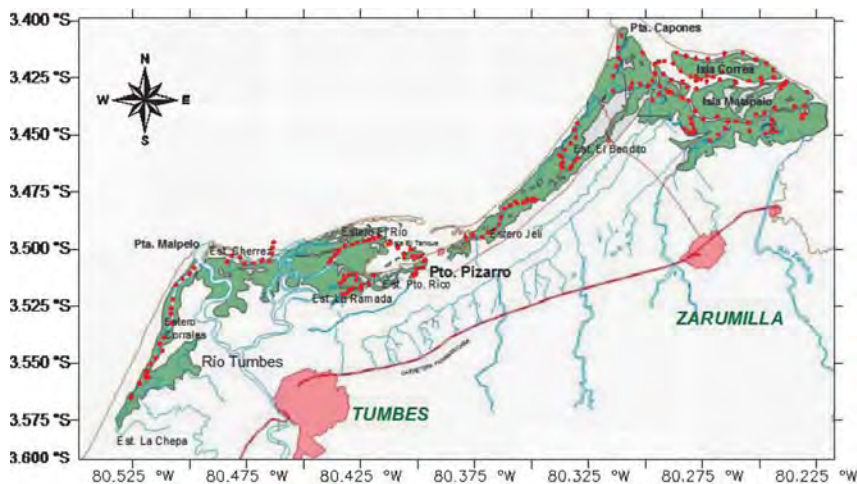 3.400 °S
3.425 °S
3.450 °S
3.475 °S
3.500 °S
3.525 °S
3.550 °S
3.575 °S
3.600 °S
N
W
E
S
Pta. Capones
Isla Correa
Isla Matapalo
Est. El Bendito
Pta. Malpelo
Est. Cherrez
Estero El Río
Estero Jeli
Pto. Pizarro
Est. Pto. Rico
Est. La Ramada
Estero
Corrales
Río Tumbes
ZARUMILLA
TUMBES
Est. La Chepa
80.525 °W
80.475 °W
80.425 °W
80.375 °W
80.325 °W
80.275 °W
80.225 °W